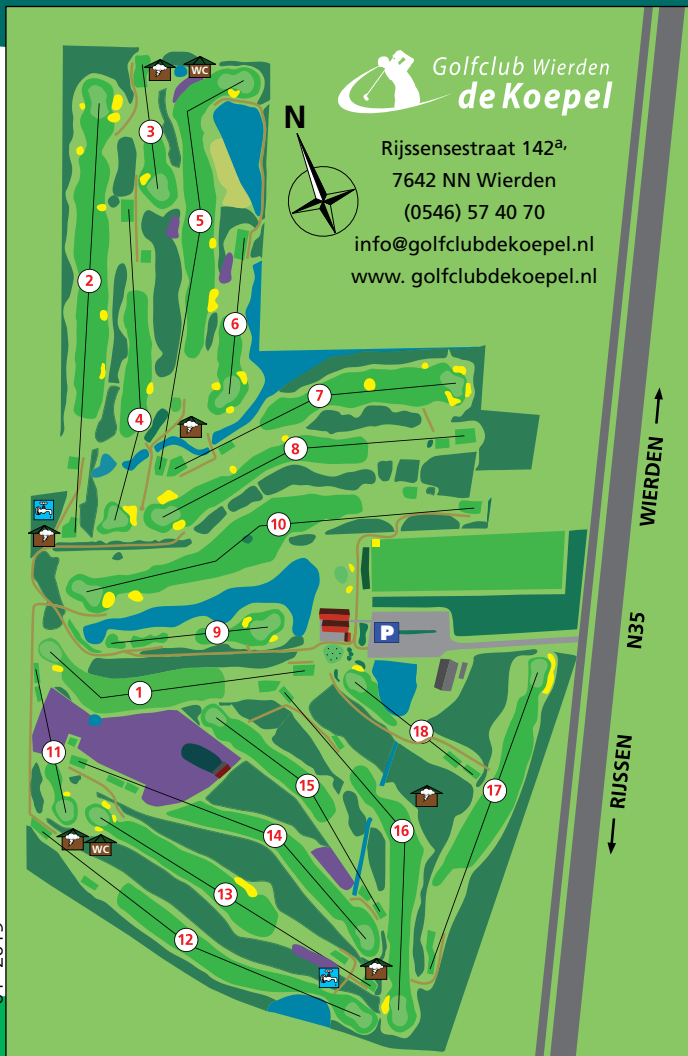 Golfclub Wierden
de Koepel
Rijssensestraat 142a,
7642 NN Wierden
(0546) 57 40 70
info@golfclubdekoepel.nl
www. golfclubdekoepel.nl
N
WC
3
5
2
6
7
4
8
10
9
P
1
18
11
17
15
16
14
WC
13
12
WIERDEN
N35
RIJSSEN